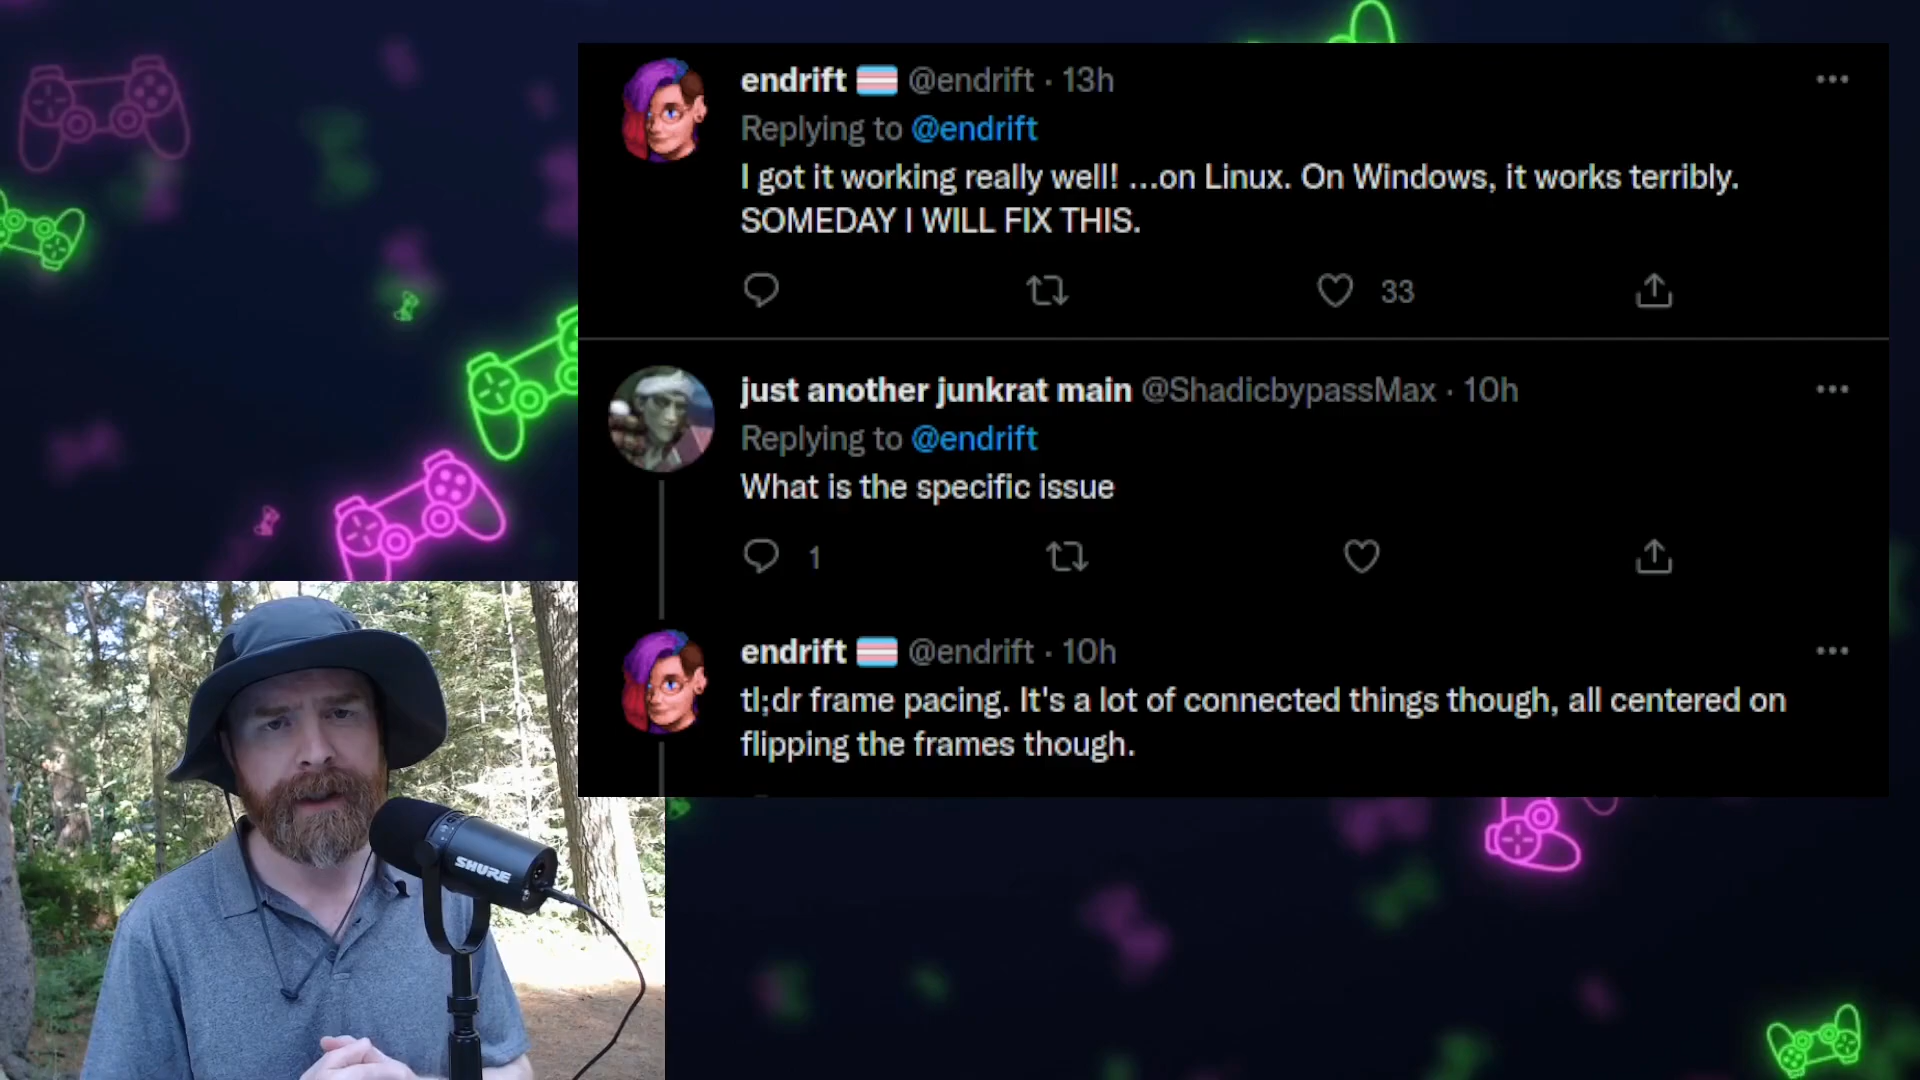 endrift @endrift · 13h
Replying to @endrift
I got it working really well! ...on Linux. On Windows, it works terribly.
SOMEDAY I WILL FIX THIS.
33
just another junkrat main @ShadicbypassMax · 10h
Replying to @endrift
What is the specific issue
1
endrift @endrift · 10h
tl;dr frame pacing. It's a lot of connected things though, all centered on
flipping the frames though.
SHURE